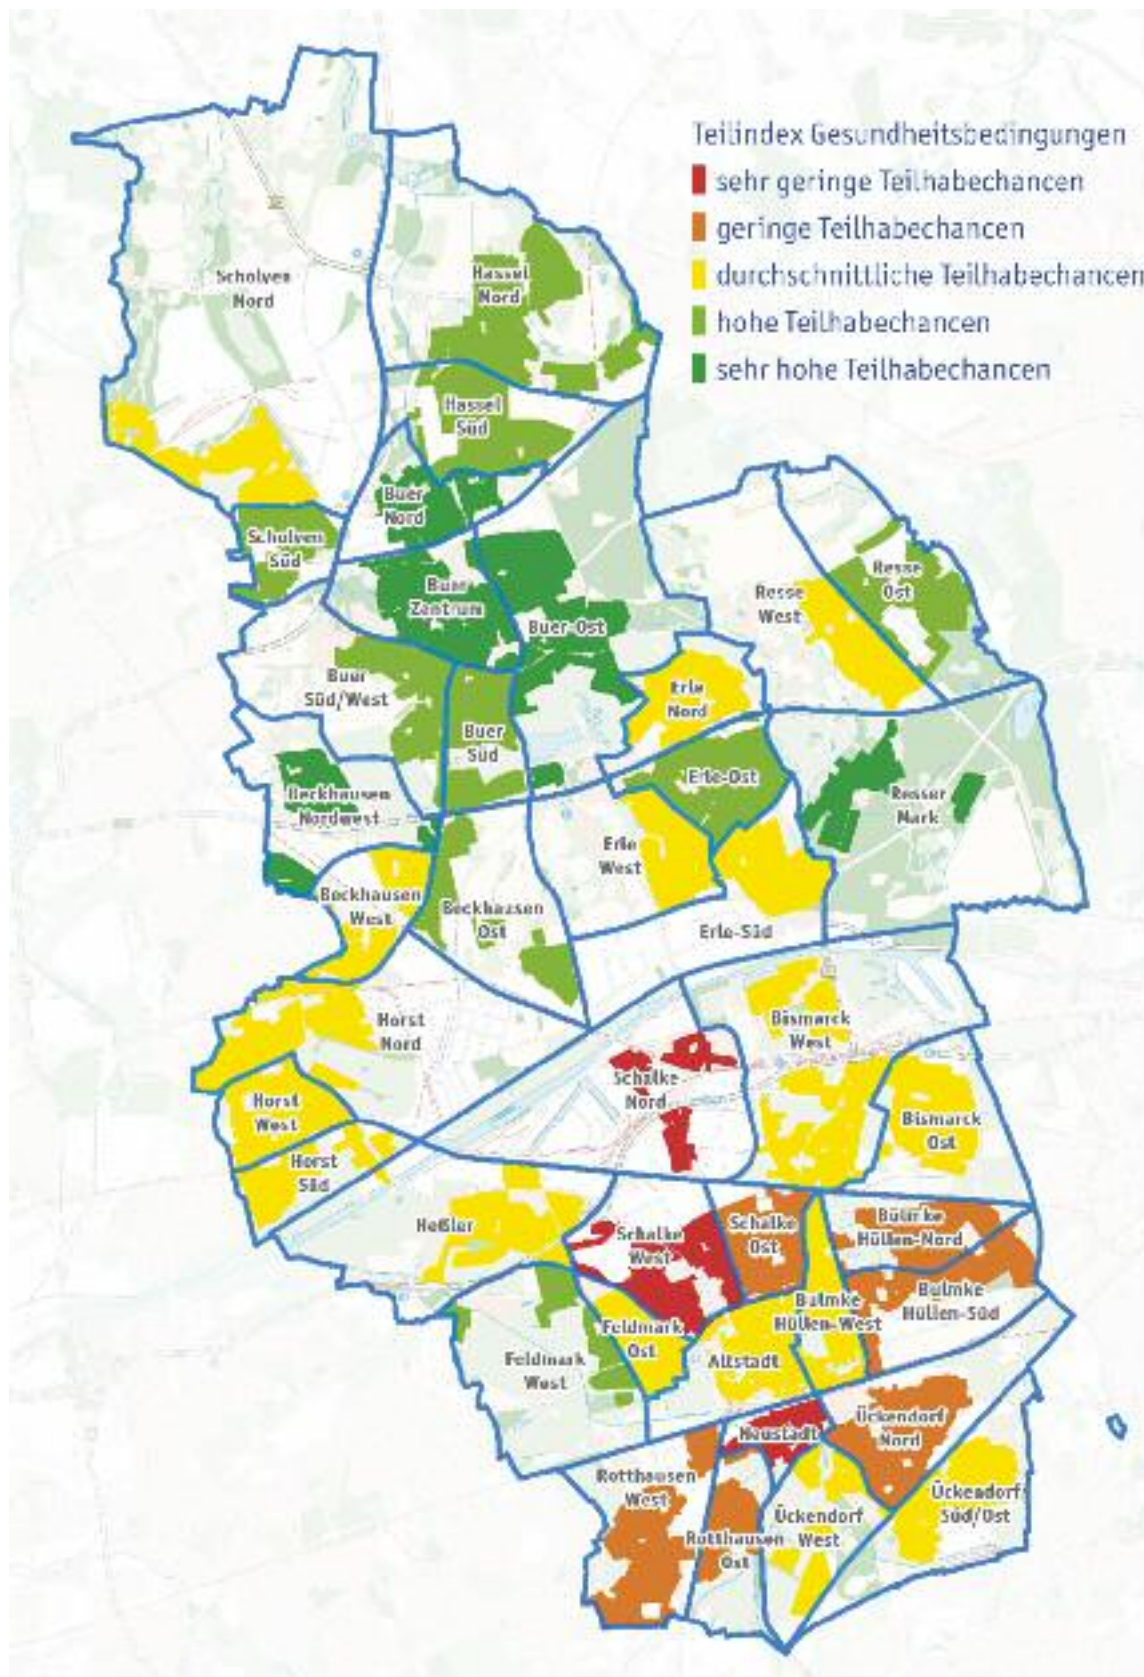 Teilindex Gesundheitsbedingungen
sehr geringe Teilhabechancen
geringe Teilhabechancen
durchschnittliche Teilhabechancen
hohe Teilhabechancen
sehr hohe Teilhabechancen
Scholven
Nord
Hassel
Nord
Hassel
Süd
Buer
Nord
Scholven
Süd
Buer
Zentrum
Buer-Ost
Resse
Ost
Resse
West
Buer
Süd/West
Erle
Nord
Buer
Süd
Erle-Ost
Beckhausen
Nordwest
Resser
Mark
Erle
West
Beckhausen
West
Beckhausen
Ost
Erle-Süd
Horst
Nord
Bismarck
West
Schalke
Nord
Horst
West
Bismarck
Ost
Horst
Süd
Heßler
Schalke
West
Schalke
Ost
Bulmke
Hüllen-Nord
Bulmke
Hüllen-West
Bulmke
Hüllen-Süd
Feldmark
Ost
Altstadt
Feldmark
West
Neustadt
Ückendorf
Nord
Rotthausen
West
Ückendorf
Süd/Ost
Ückendorf
West
Rotthausen
Ost